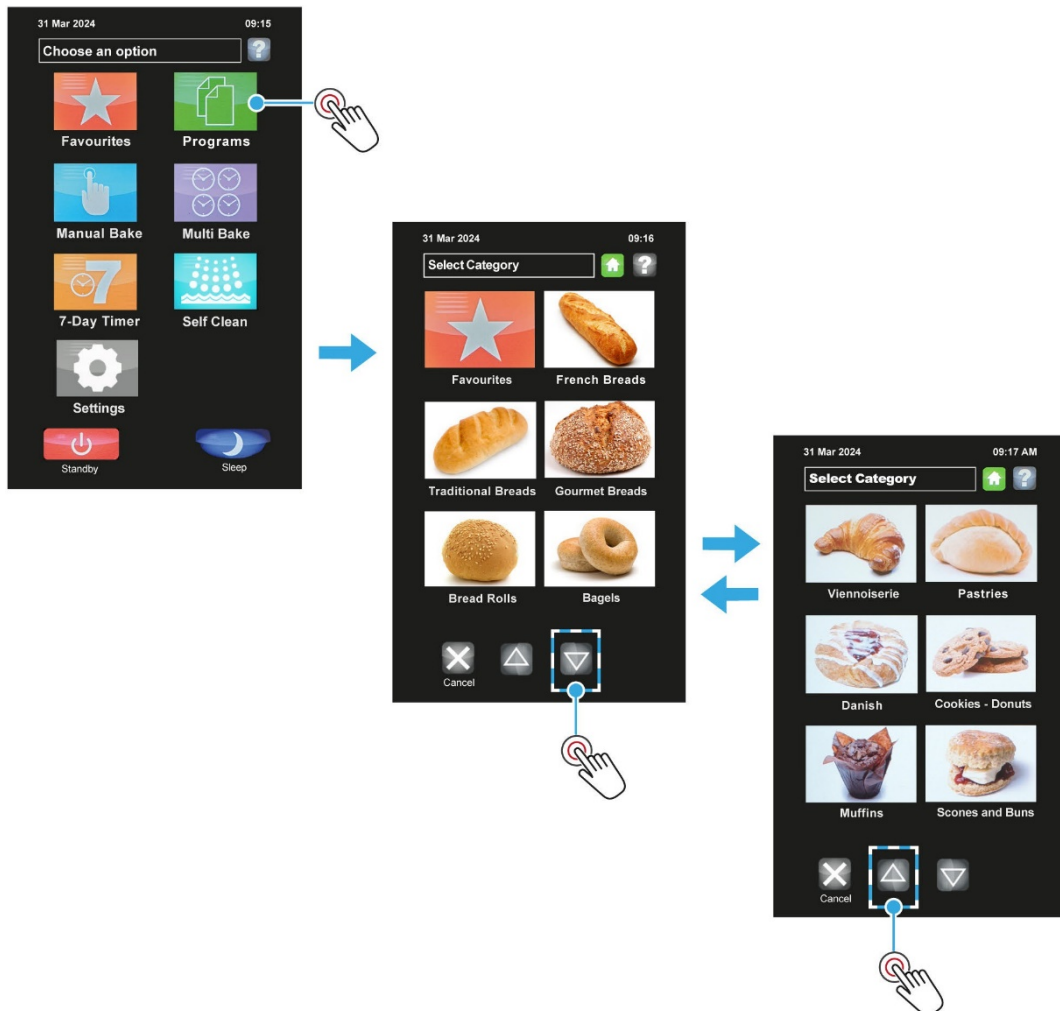 31 Mar 2024 09:15
Choose an option ?
Favourites Programs
Manual Bake Multi Bake
7
7-Day Timer Self Clean
Settings
Standby Sleep
31 Mar 2024 09:16
Select Category ?
Favourites French Breads
Traditional Breads Gourmet Breads
Bread Rolls Bagels
Cancel
31 Mar 2024 09:17 AM
Select Category ?
Viennoiserie Pastries
Danish Cookies - Donuts
Muffins Scones and Buns
Cancel